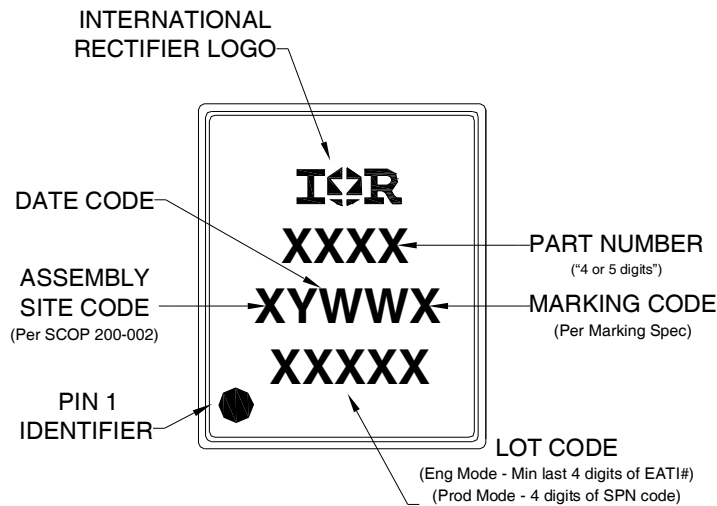 INTERNATIONAL
RECTIFIER LOGO
IOR
DATE CODE
XXXX
PART NUMBER
(“4 or 5 digits”)
ASSEMBLY
SITE CODE
(Per SCOP 200-002)
XYWWX
MARKING CODE
(Per Marking Spec)
XXXXX
PIN 1
IDENTIFIER
LOT CODE
(Eng Mode - Min last 4 digits of EATI#)
(Prod Mode - 4 digits of SPN code)